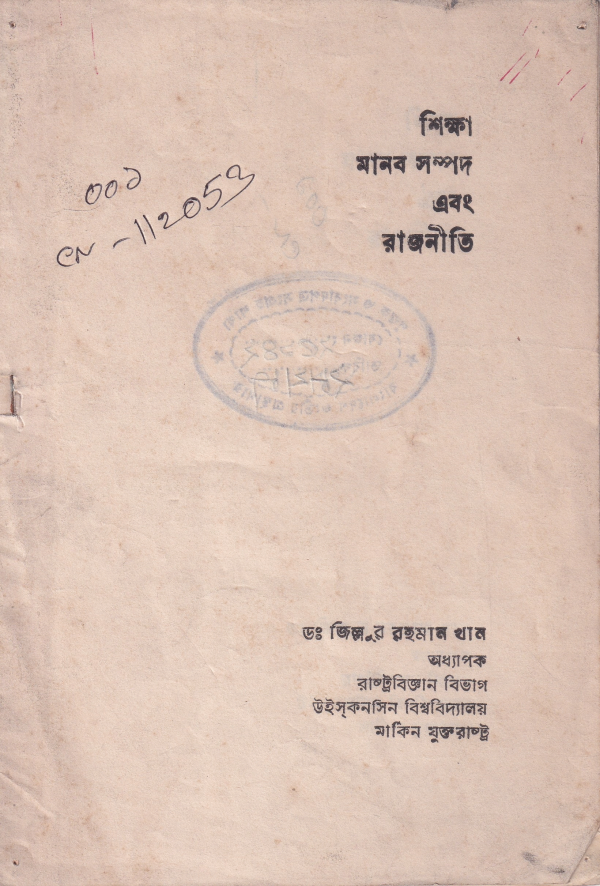 শিক্ষা
মানব সম্পদ
এবং
রাজনীতি
০০১
CN - 112053
ডঃ জিল্লুর রহমান খান
অধ্যাপক
রাষ্ট্রবিজ্ঞান বিভাগ
উইস্কনসিন বিশ্ববিদ্যালয়
মার্কিন যুক্তরাষ্ট্র